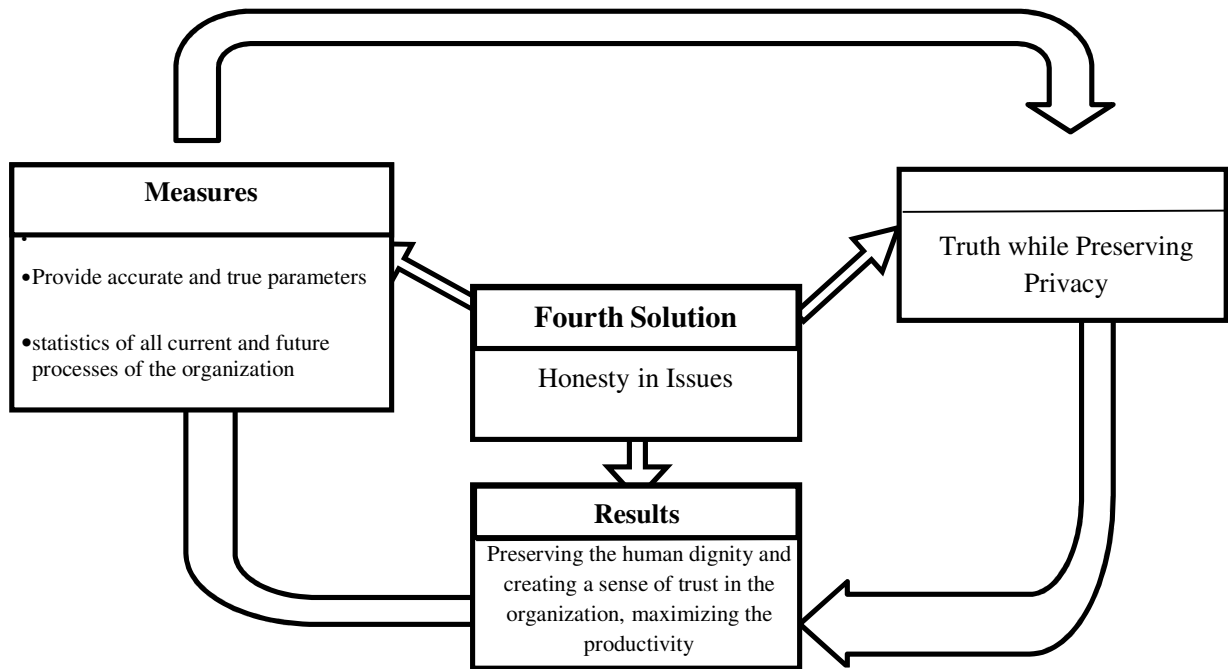 Measures
•
•Provide accurate and true parameters
•statistics of all current and future
processes of the organization
Fourth Solution
Honesty in Issues
Truth while Preserving
Privacy
Results
Preserving the human dignity and
creating a sense of trust in the
organization, maximizing the
productivity